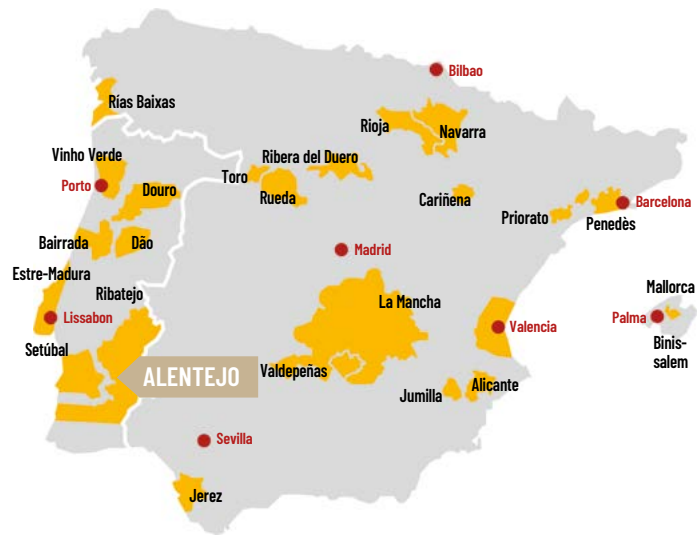 Bilbao
Rías Baixas
Rioja
Navarra
Vinho Verde
Ribera del Duero
Toro
Porto
Douro
Rueda
Cariñena
Barcelona
Priorato
Penedès
Bairrada
Dão
Madrid
Estre-Madura
Ribatejo
Mallorca
La Mancha
Lissabon
Palma
Valencia
Setúbal
Binis-
salem
ALENTEJO
Valdepeñas
Jumilla
Alicante
Sevilla
Jerez